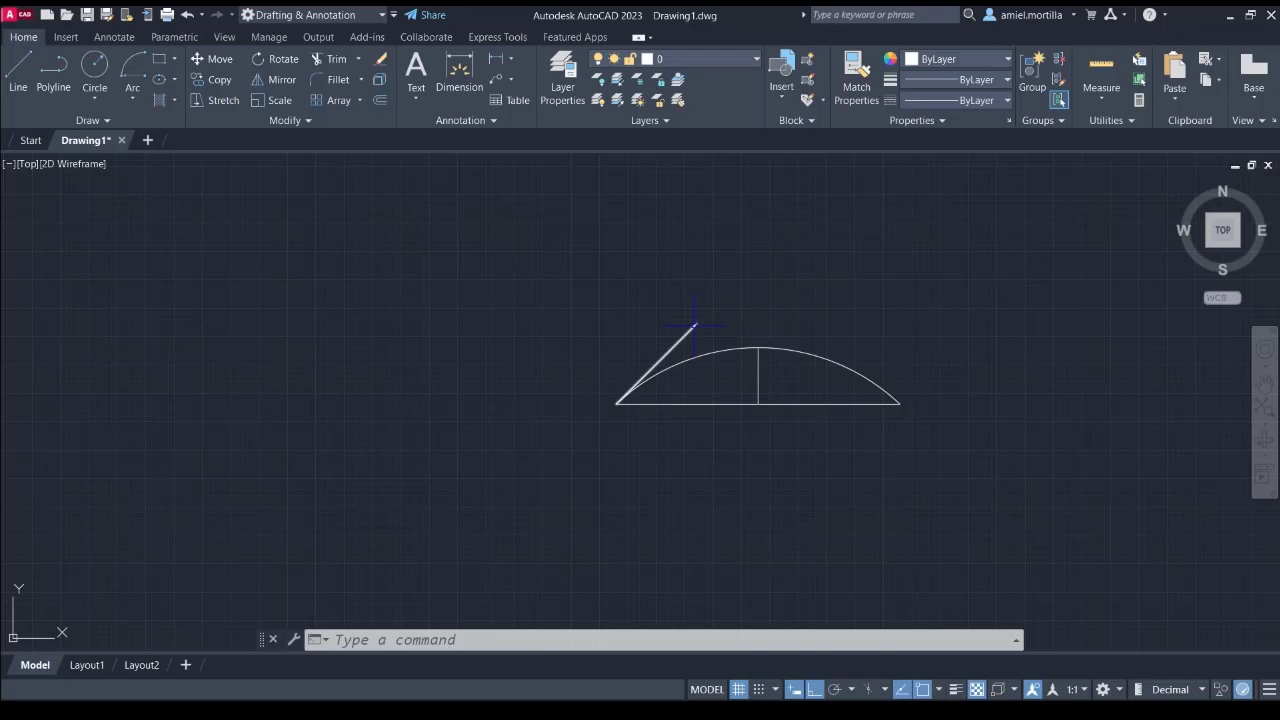 CAD Drafting & Annotation Share Autodesk AutoCAD 2023 Drawing1.dwg Type a keyword or phrase amiel.mortilla
Home Insert Annotate Parametric View Manage Output Add-ins Collaborate Express Tools Featured Apps
Move Rotate Trim 0 ByLayer
Copy Mirror Fillet ByLayer
Line Polyline Circle Arc Text Dimension Layer Properties Insert Match Properties Group Measure Paste Base
Stretch Scale Array Table ByLayer
Draw Modify Annotation Layers Block Properties Groups Utilities Clipboard View
Start Drawing1*
[−][Top][2D Wireframe]
N
W TOP E
S
WCB
Y
X
Type a command
Model Layout1 Layout2
MODEL 1:1 Decimal